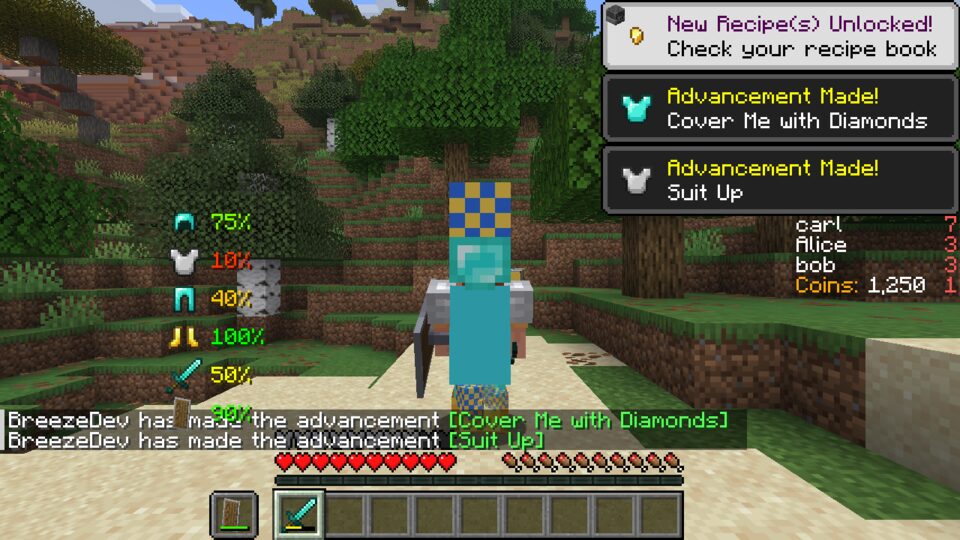 New Recipe(s) Unlocked!
Check your recipe book
Advancement Made!
Cover Me with Diamonds
Advancement Made!
Suit Up
carl 7
Alice 3
bob 3
Coins: 1,250 1
75%
10%
40%
100%
50%
90%
BreezeDev has made the advancement [Cover Me with Diamonds]
BreezeDev has made the advancement [Suit Up]